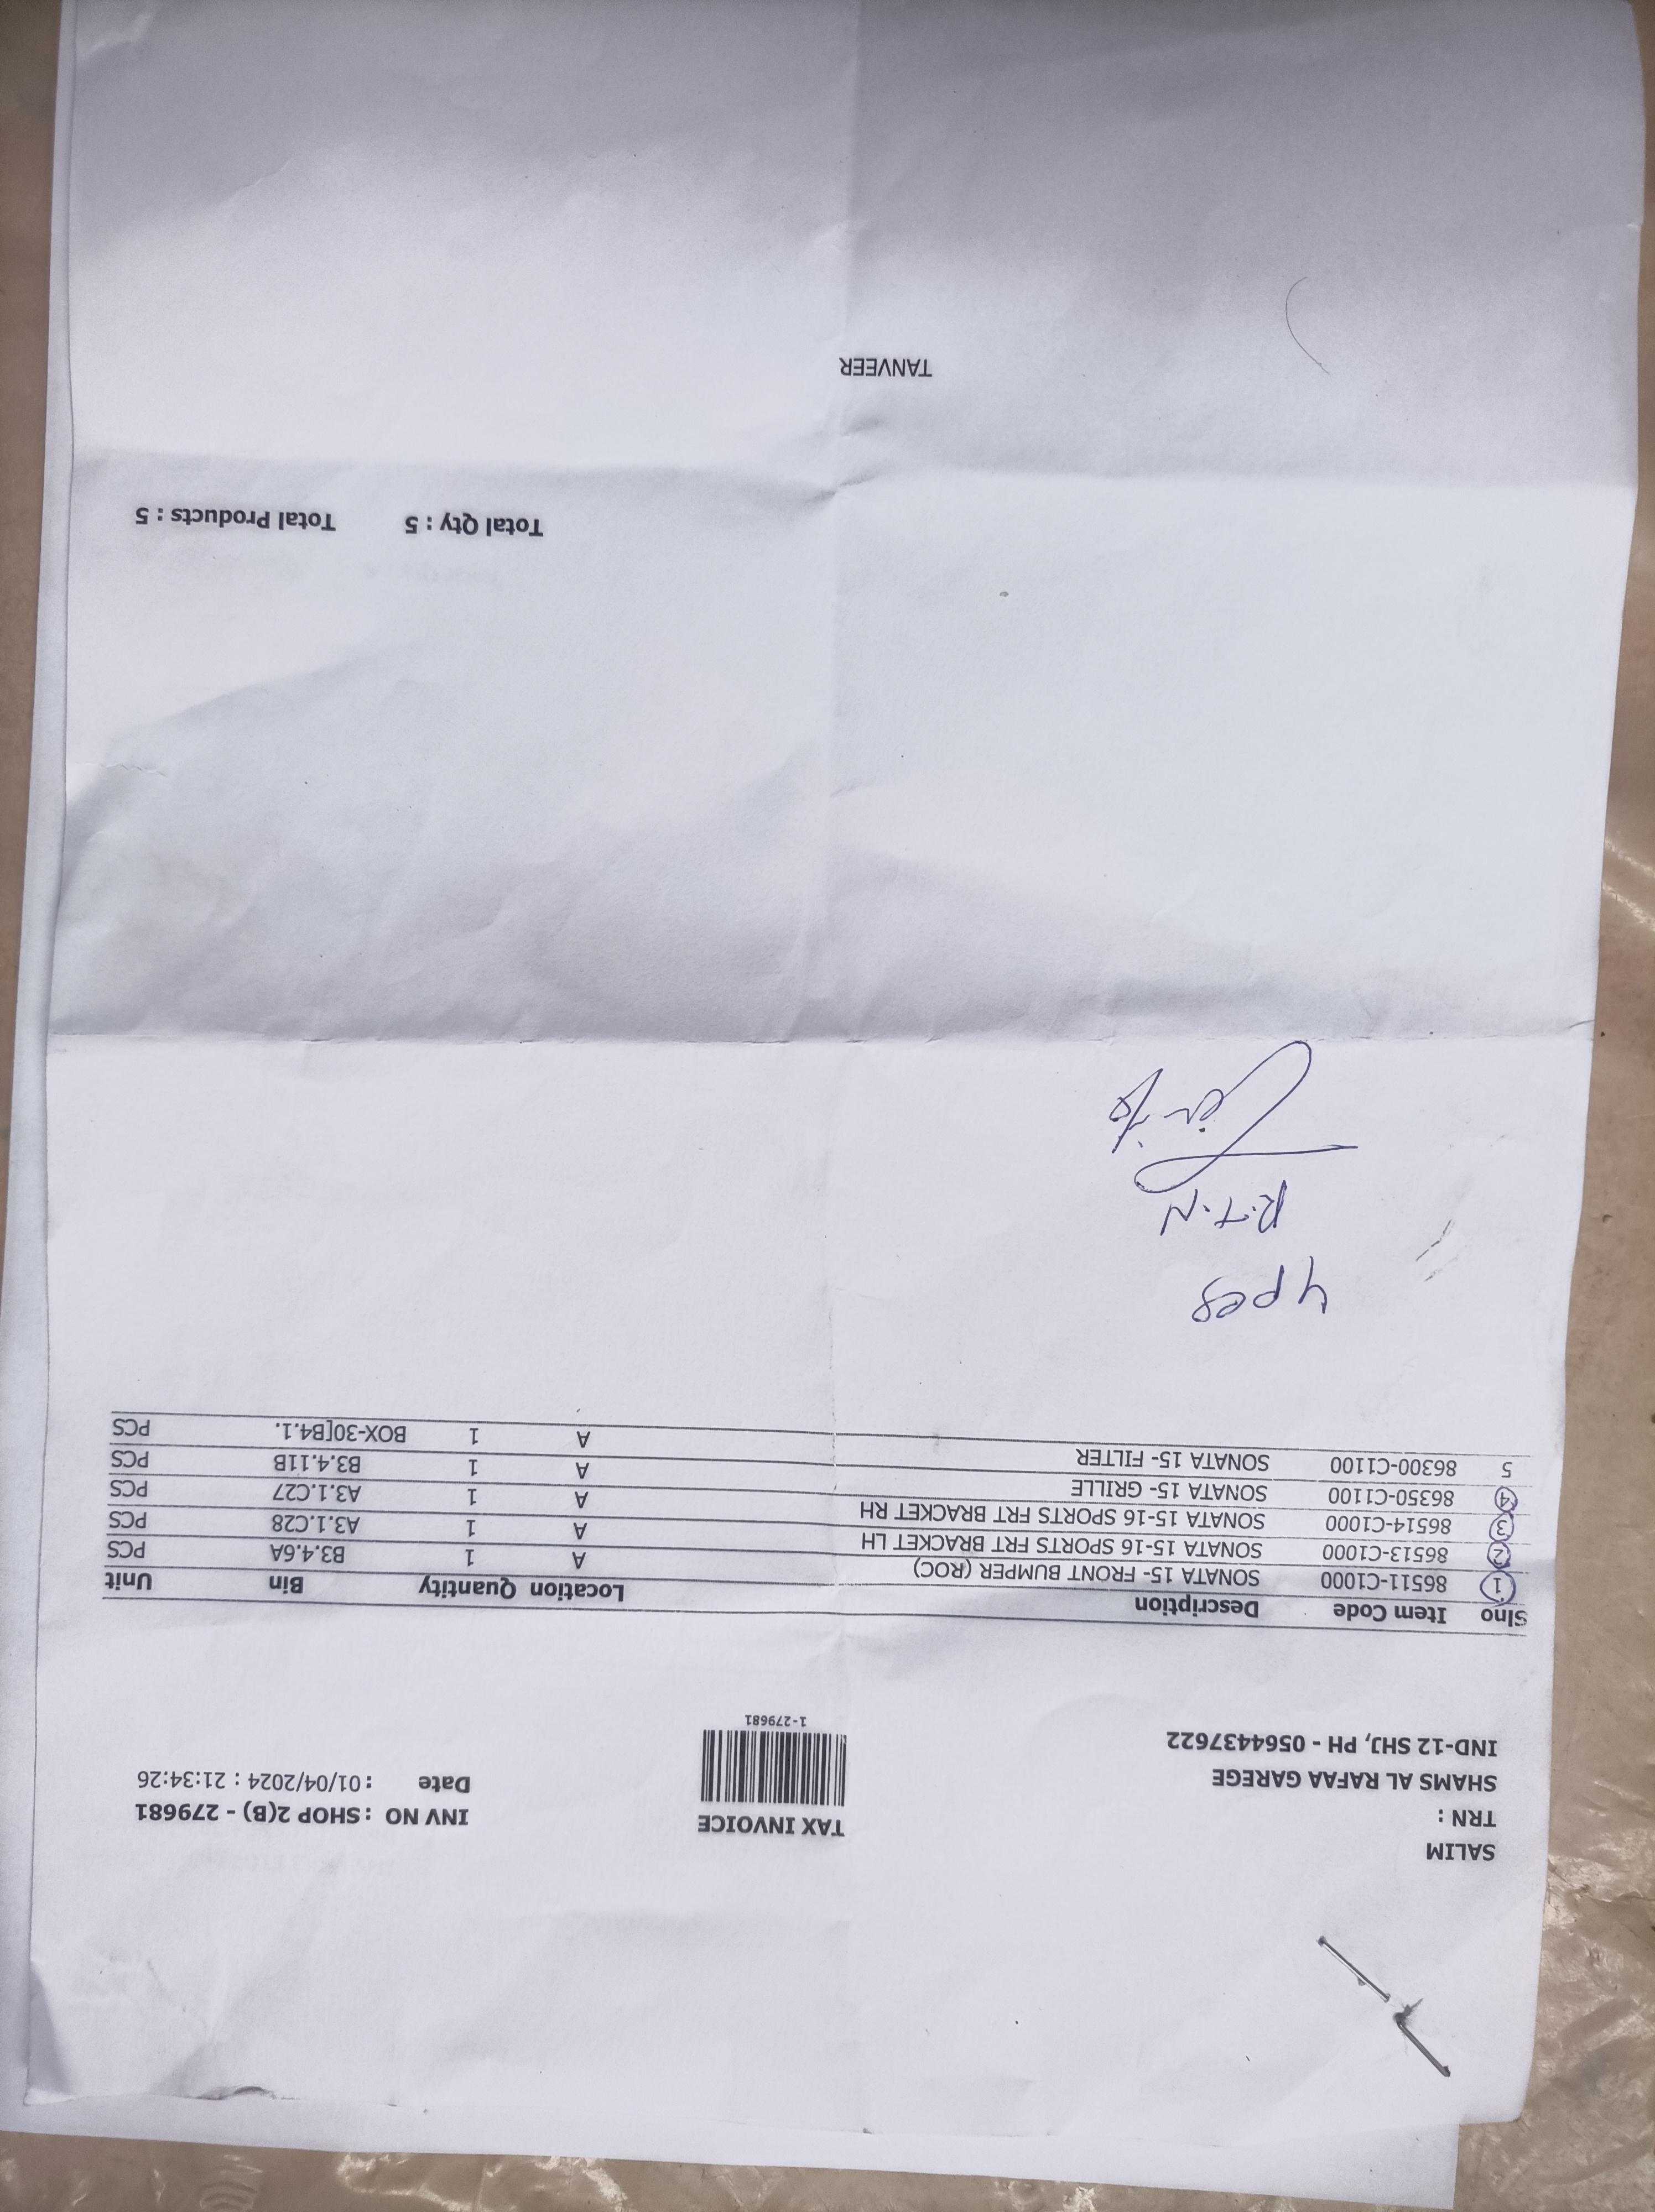 SALIM
TRN :
SHAMS AL RAFAA GAREGE
IND-12 SHJ, PH - 0564437622
TAX INVOICE
1-279681
INV NO : SHOP 2(B) - 279681
Date : 01/04/2024 : 21:34:26
Slno Item Code Description Location Quantity Bin Unit
1 86511-C1000 SONATA 15- FRONT BUMPER (ROC) A 1 B3.4.6A PCS
2 86513-C1000 SONATA 15-16 SPORTS FRT BRACKET LH A 1 A3.1.C28 PCS
3 86514-C1000 SONATA 15-16 SPORTS FRT BRACKET RH A 1 A3.1.C27 PCS
4 86350-C1100 SONATA 15- GRILLE A 1 B3.4.11B PCS
5 86300-C1100 SONATA 15- FILTER A 1 BOX-30[B4.1. PCS
4 pcs
R.T.N
Total Qty : 5 Total Products : 5
TANVEER